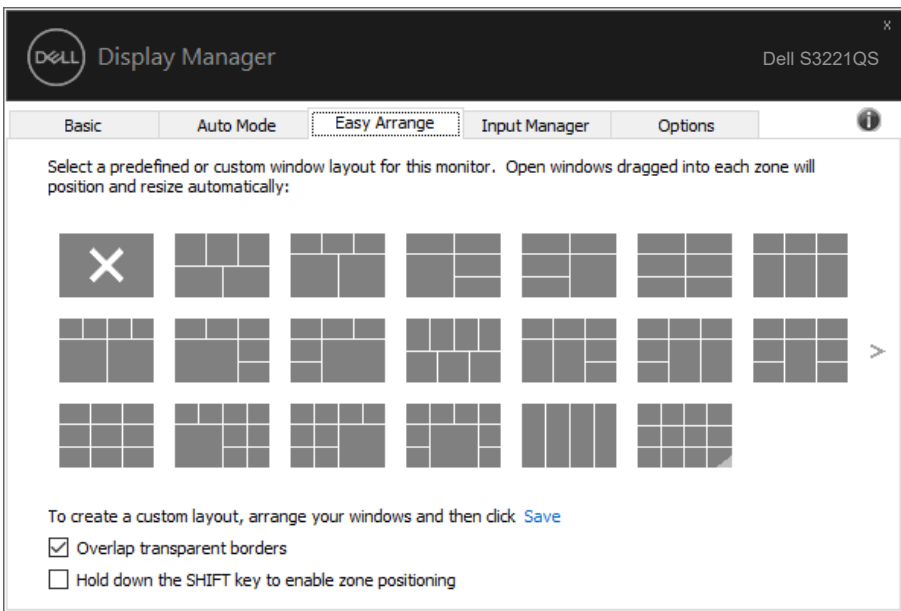 x
DELL Display Manager
Dell S3221QS
Basic Auto Mode Easy Arrange Input Manager Options
Select a predefined or custom window layout for this monitor. Open windows dragged into each zone will
position and resize automatically:
>
To create a custom layout, arrange your windows and then click Save
Overlap transparent borders
Hold down the SHIFT key to enable zone positioning